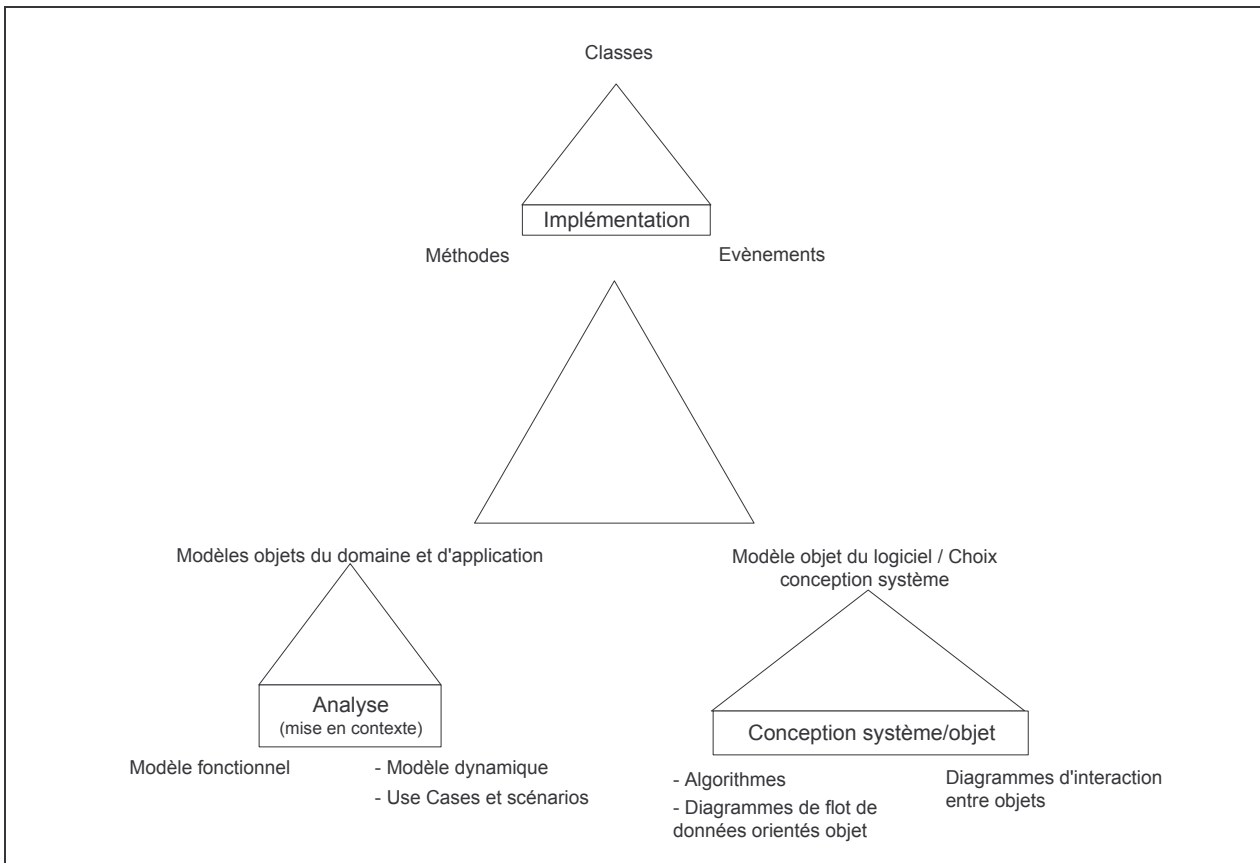 Classes
Implémentation
Méthodes
Evènements
Modèles objets du domaine et d'application
Modèle objet du logiciel / Choix
conception système
Analyse
(mise en contexte)
Conception système/objet
Modèle fonctionnel
- Modèle dynamique
- Use Cases et scénarios
- Algorithmes
- Diagrammes de flot de
données orientés objet
Diagrammes d'interaction
entre objets